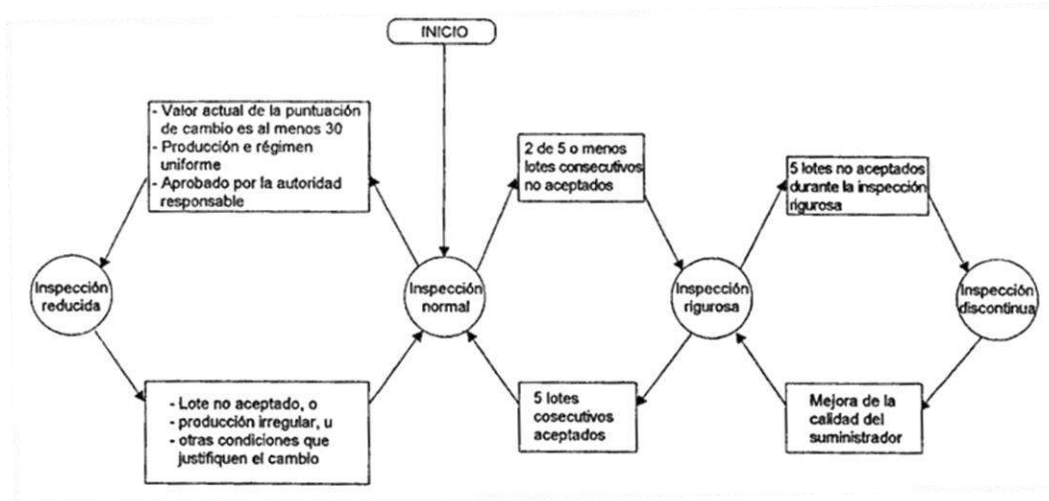 INICIO
- Valor actual de la puntuación
de cambio es al menos 30
- Producción e régimen
uniforme
- Aprobado por la autoridad
responsable
2 de 5 o menos
lotes consecutivos
no aceptados
5 lotes no aceptados
durante la inspección
rigurosa
Inspección
reducida
Inspección
normal
Inspección
rigurosa
Inspección
discontinua
- Lote no aceptado, o
- producción irregular, u
- otras condiciones que
justifiquen el cambio
5 lotes
cosecutivos
aceptados
Mejora de la
calidad del
suministrador